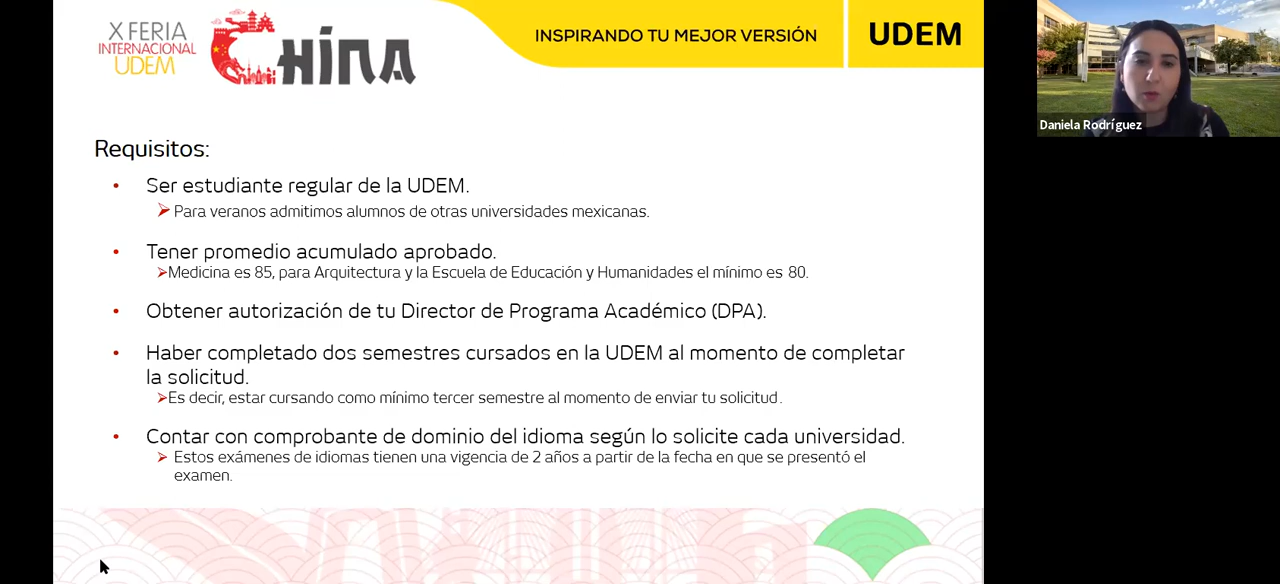 X FERIA
INTERNACIONAL
UDEM
CHINA
INSPIRANDO TU MEJOR VERSIÓN
UDEM
Daniela Rodríguez
Requisitos:
• Ser estudiante regular de la UDEM.
➢ Para veranos admitimos alumnos de otras universidades mexicanas.
• Tener promedio acumulado aprobado.
➢Medicina es 85, para Arquitectura y la Escuela de Educación y Humanidades el mínimo es 80.
• Obtener autorización de tu Director de Programa Académico (DPA).
• Haber completado dos semestres cursados en la UDEM al momento de completar
la solicitud.
➢Es decir, estar cursando como mínimo tercer semestre al momento de enviar tu solicitud.
• Contar con comprobante de dominio del idioma según lo solicite cada universidad.
➢ Estos exámenes de idiomas tienen una vigencia de 2 años a partir de la fecha en que se presentó el
examen.